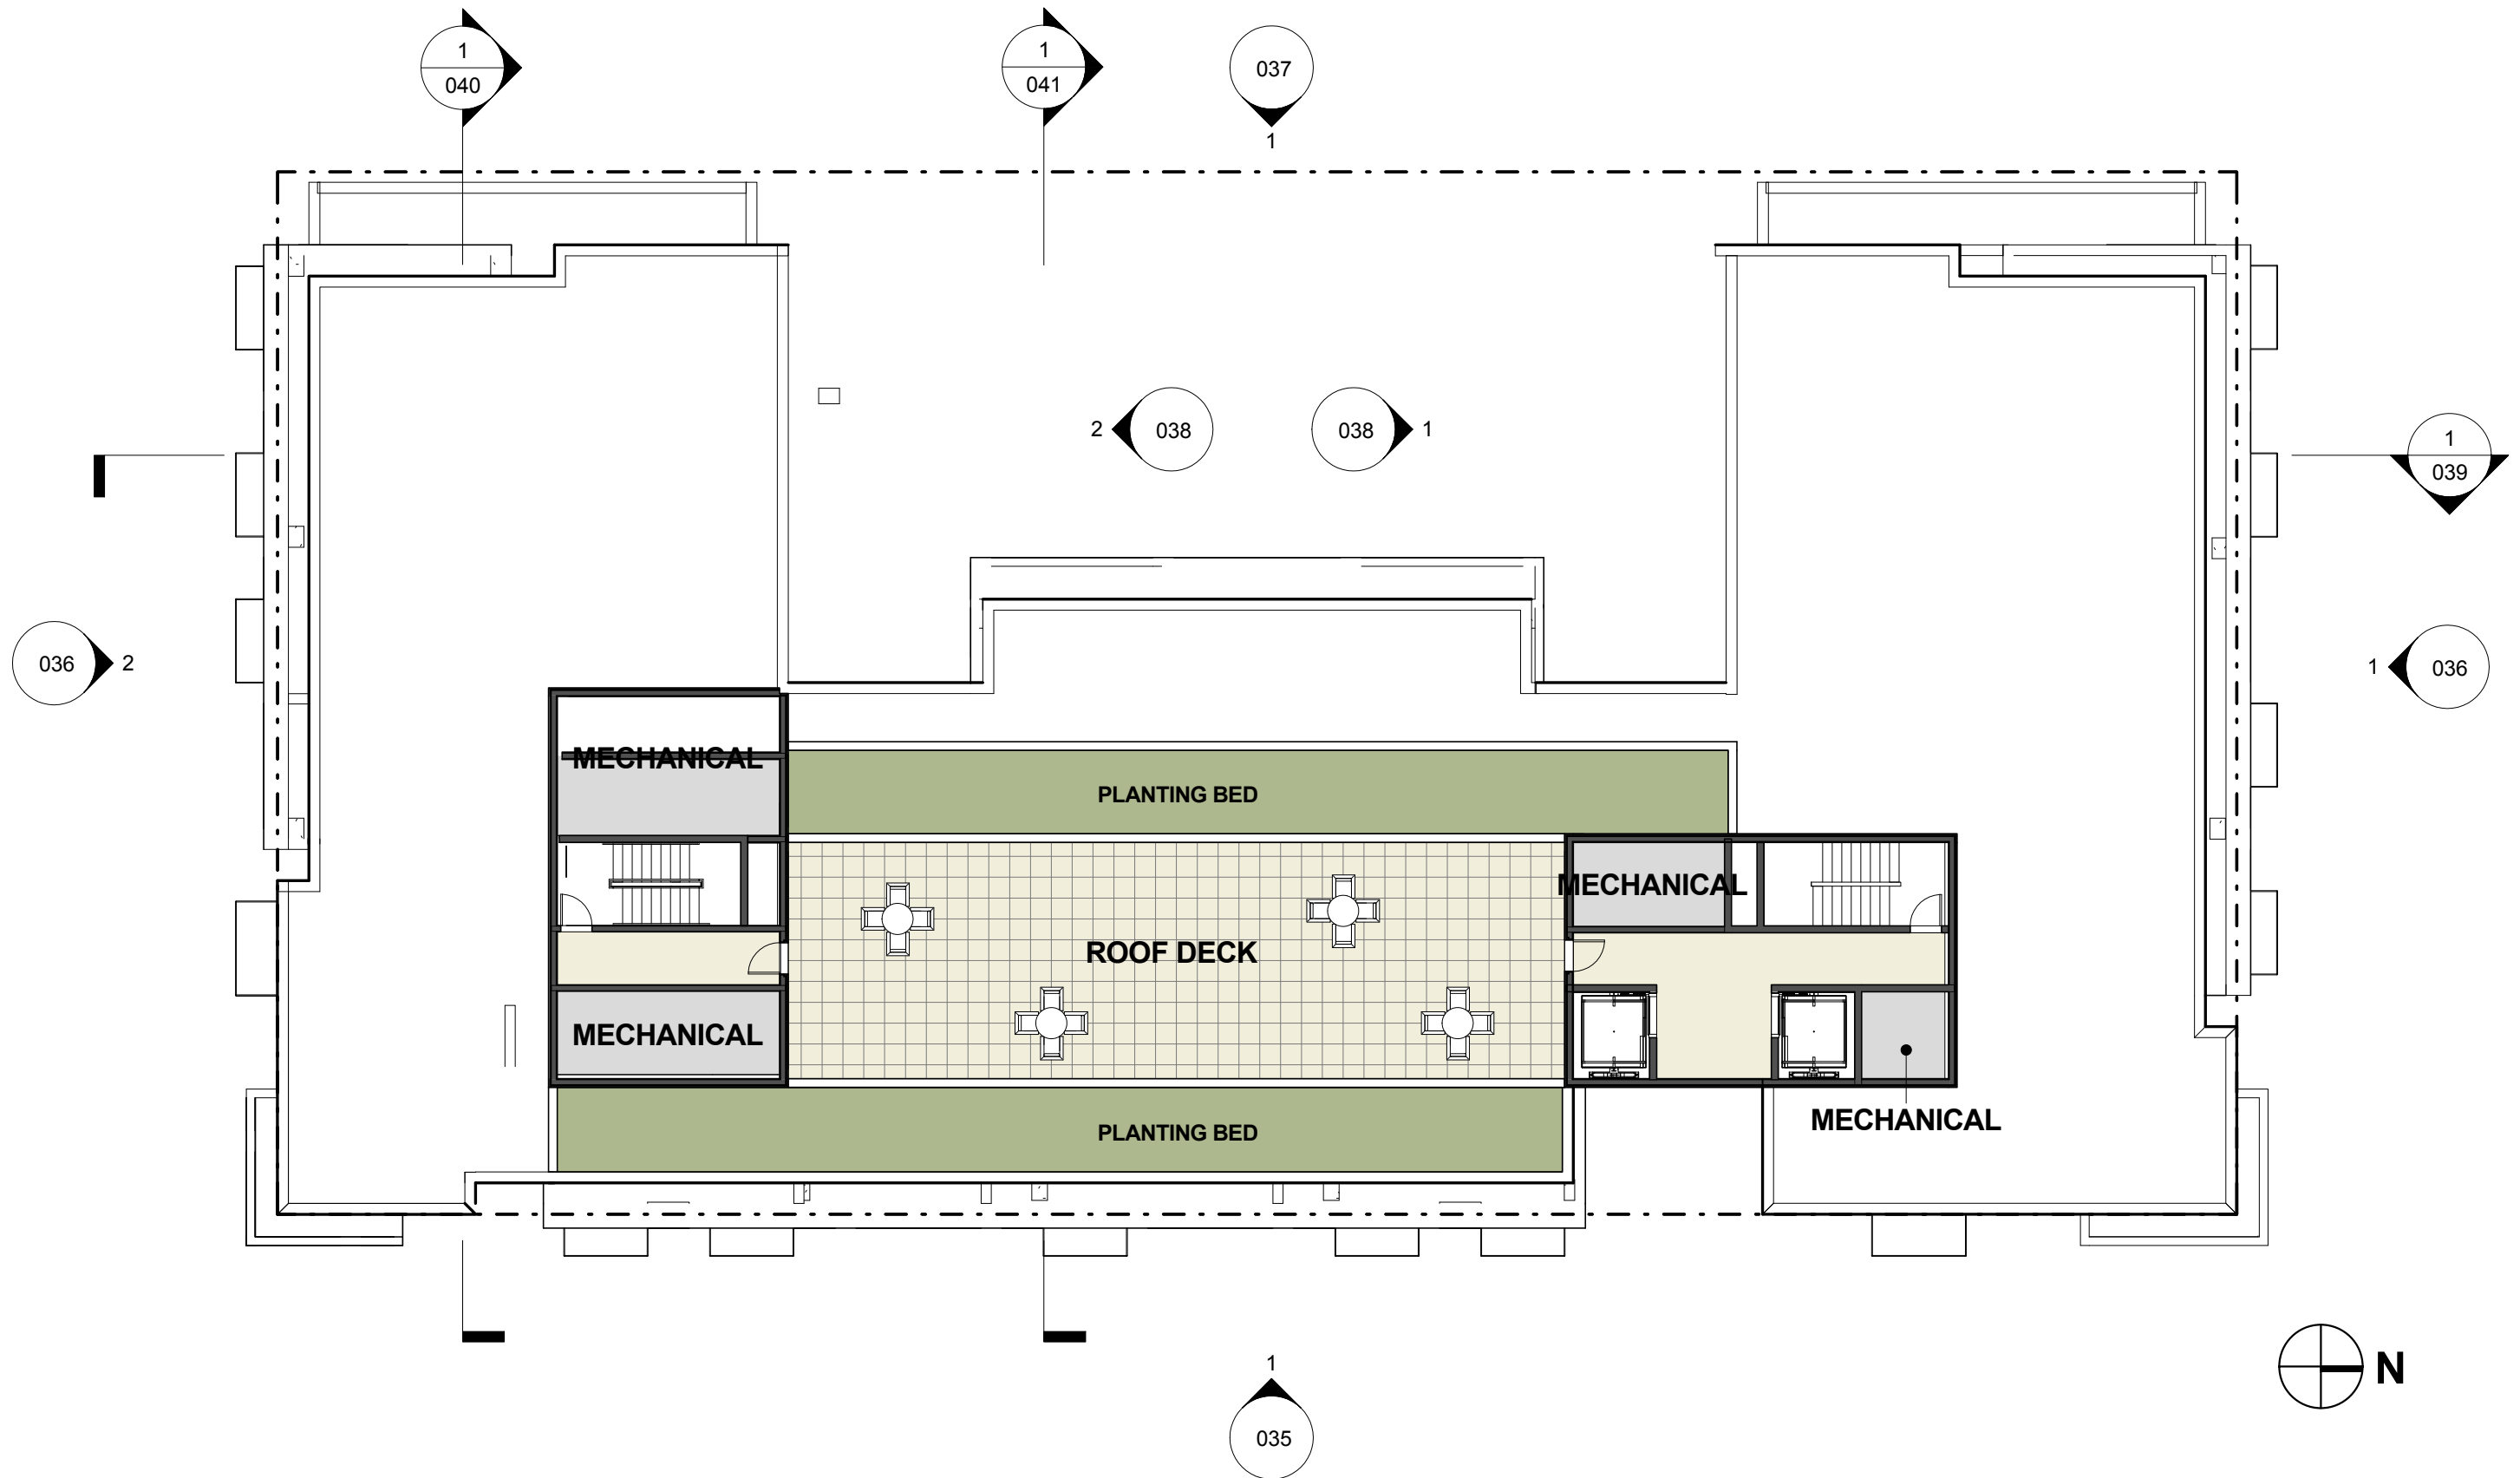 1
040
1
041
037
1
2
038
038
1
1
039
036
2
1
036
MECHANICAL
PLANTING BED
MECHANICAL
ROOF DECK
MECHANICAL
MECHANICAL
PLANTING BED
1
035
N